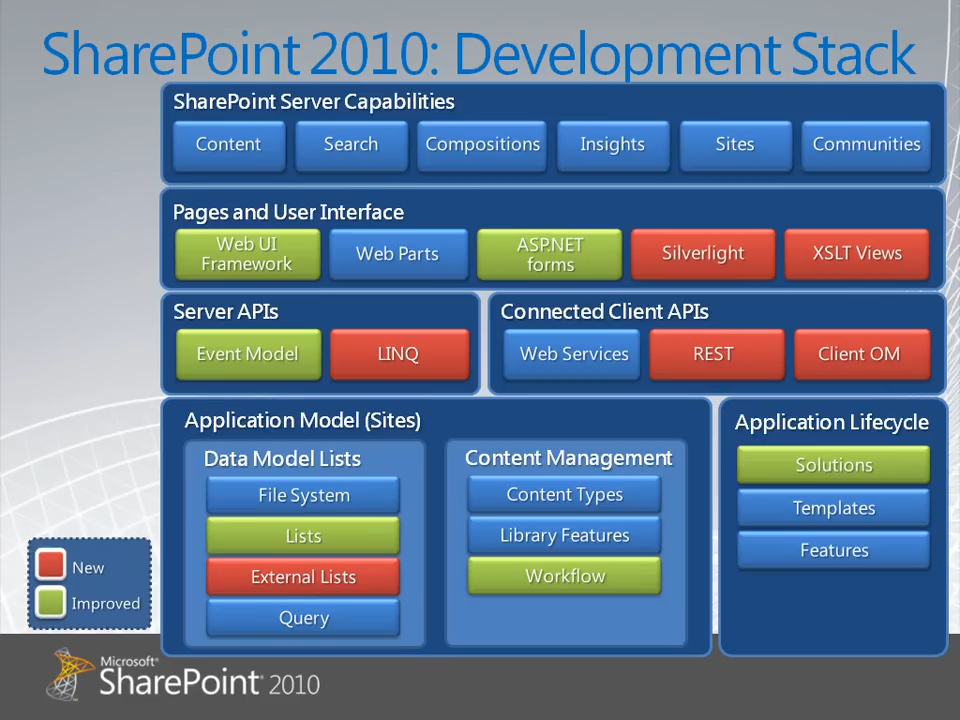 SharePoint 2010: Development Stack
SharePoint Server Capabilities
Content
Search
Compositions
Insights
Sites
Communities
Pages and User Interface
Web UI
Framework
Web Parts
ASP.NET
forms
Silverlight
XSLT Views
Server APIs
Event Model
LINQ
Connected Client APIs
Web Services
REST
Client OM
Application Model (Sites)
Data Model Lists
File System
Lists
External Lists
Query
Content Management
Content Types
Library Features
Workflow
Application Lifecycle
Solutions
Templates
Features
New
Improved
Microsoft®
SharePoint® 2010